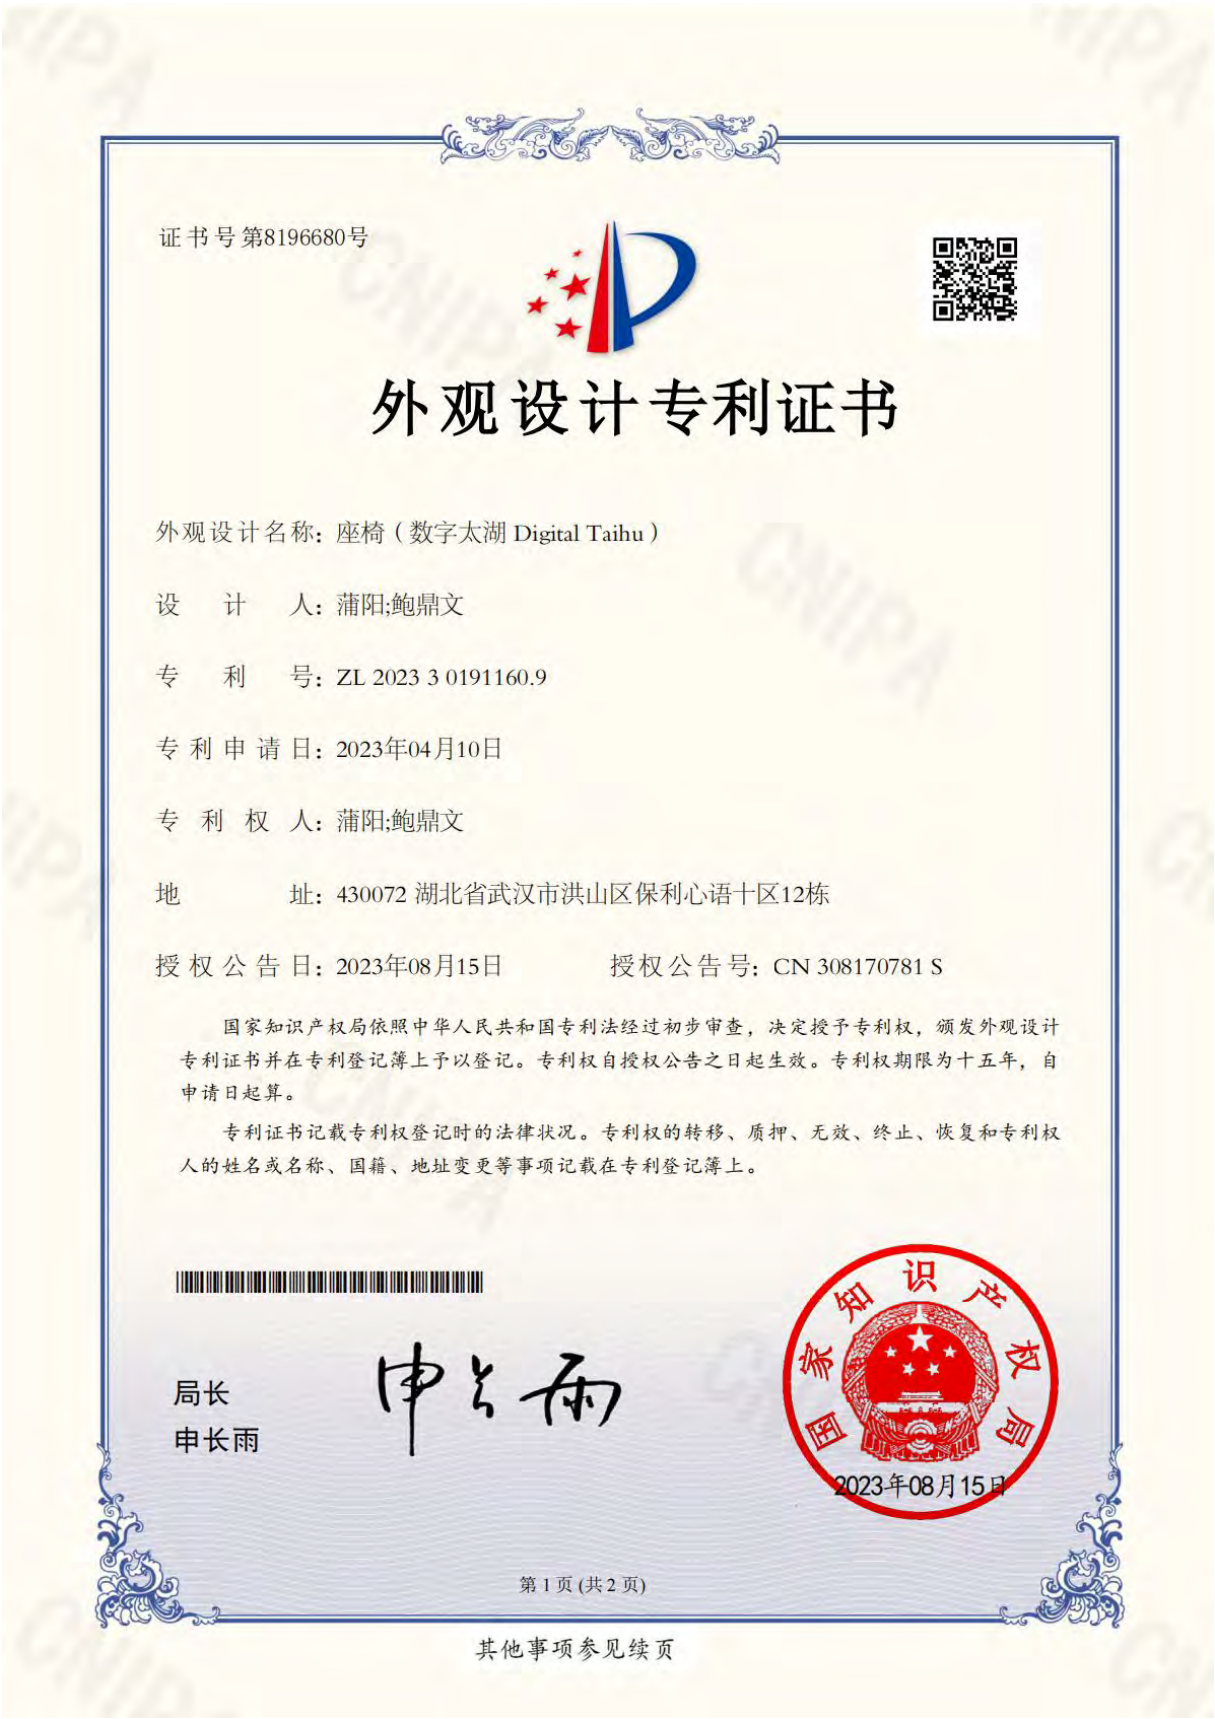 证书号第8196680号
外观设计专利证书
外观设计名称：座椅（数字太湖 Digital Taihu）
设计人：蒲阳;鲍鼎文
专利号：ZL 2023 3 0191160.9
专利申请日：2023年04月10日
专利权人：蒲阳;鲍鼎文
地址：430072 湖北省武汉市洪山区保利心语十区12栋
授权公告日：2023年08月15日 授权公告号：CN 308170781 S
国家知识产权局依照中华人民共和国专利法经过初步审查，决定授予专利权，颁发外观设计
专利证书并在专利登记簿上予以登记。专利权自授权公告之日起生效。专利权期限为十五年，自
申请日起算。
专利证书记载专利权登记时的法律状况。专利权的转移、质押、无效、终止、恢复和专利权
人的姓名或名称、国籍、地址变更等事项记载在专利登记簿上。
局长
申长雨
申长雨
国家知识产权局
2023年08月15日
第 1 页 (共 2 页)
其他事项参见续页
CNIPA
CNIPA
CNIPA